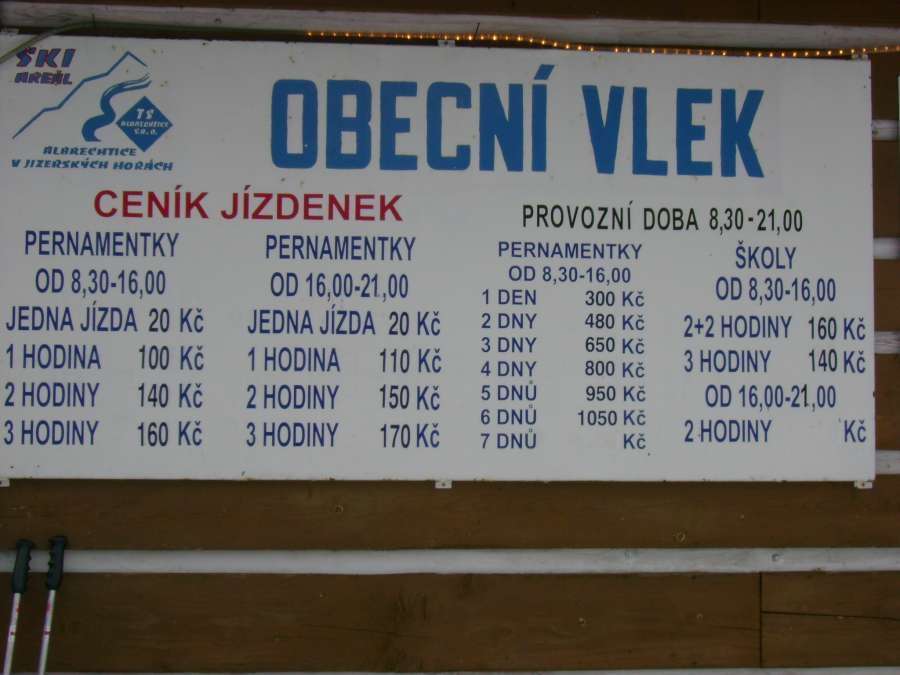 ŠKI
AREÁL
TS
ALBRECHTICE
S.R.O.
ALBRECHTICE
V JIZERSKÝCH HORÁCH
OBECNÍ VLEK
CENÍK JÍZDENEK
PERNAMENTKY
OD 8,30-16,00
JEDNA JÍZDA 20 Kč
1 HODINA 100 Kč
2 HODINY 140 Kč
3 HODINY 160 Kč
PERNAMENTKY
OD 16,00-21,00
JEDNA JÍZDA 20 Kč
1 HODINA 110 Kč
2 HODINY 150 Kč
3 HODINY 170 Kč
PROVOZNÍ DOBA 8,30-21,00
PERNAMENTKY
OD 8,30-16,00
1 DEN 300 Kč
2 DNY 480 Kč
3 DNY 650 Kč
4 DNY 800 Kč
5 DNŮ 950 Kč
6 DNŮ 1050 Kč
7 DNŮ Kč
ŠKOLY
OD 8,30-16,00
2+2 HODINY 160 Kč
3 HODINY 140 Kč
OD 16,00-21,00
2 HODINY Kč